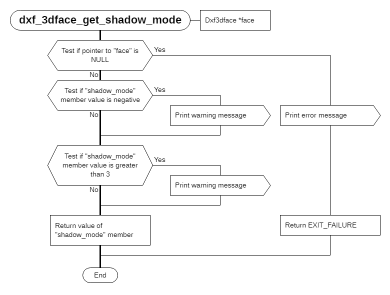 dxf_3dface_get_shadow_mode
Dxf3dface *face
Test if pointer to "face" is
NULL
Yes
No
Test if "shadow_mode"
member value is negative
Yes
No
Print warning message
Print error message
Test if "shadow_mode"
member value is greater
than 3
Yes
No
Print warning message
Return value of
"shadow_mode" member
Return EXIT_FAILURE
End